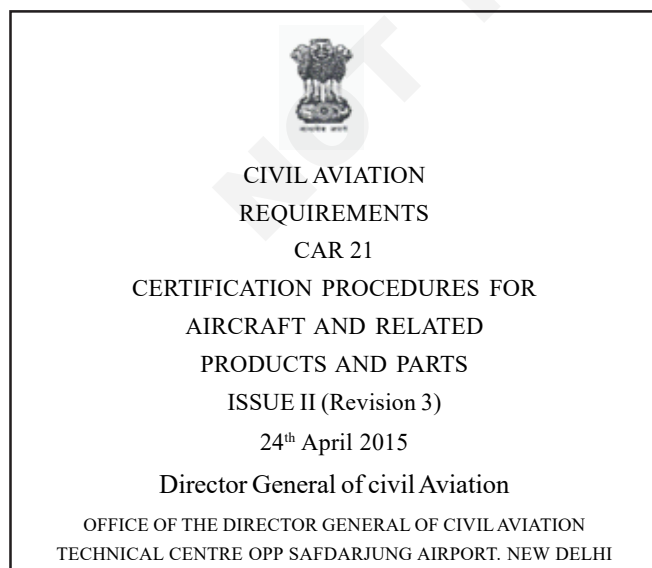 CIVIL AVIATION
REQUIREMENTS
CAR 21
CERTIFICATION PROCEDURES FOR
AIRCRAFT AND RELATED
PRODUCTS AND PARTS
ISSUE II (Revision 3)
24th April 2015
Director General of civil Aviation
OFFICE OF THE DIRECTOR GENERAL OF CIVIL AVIATION
TECHNICAL CENTRE OPP SAFDARJUNG AIRPORT. NEW DELHI